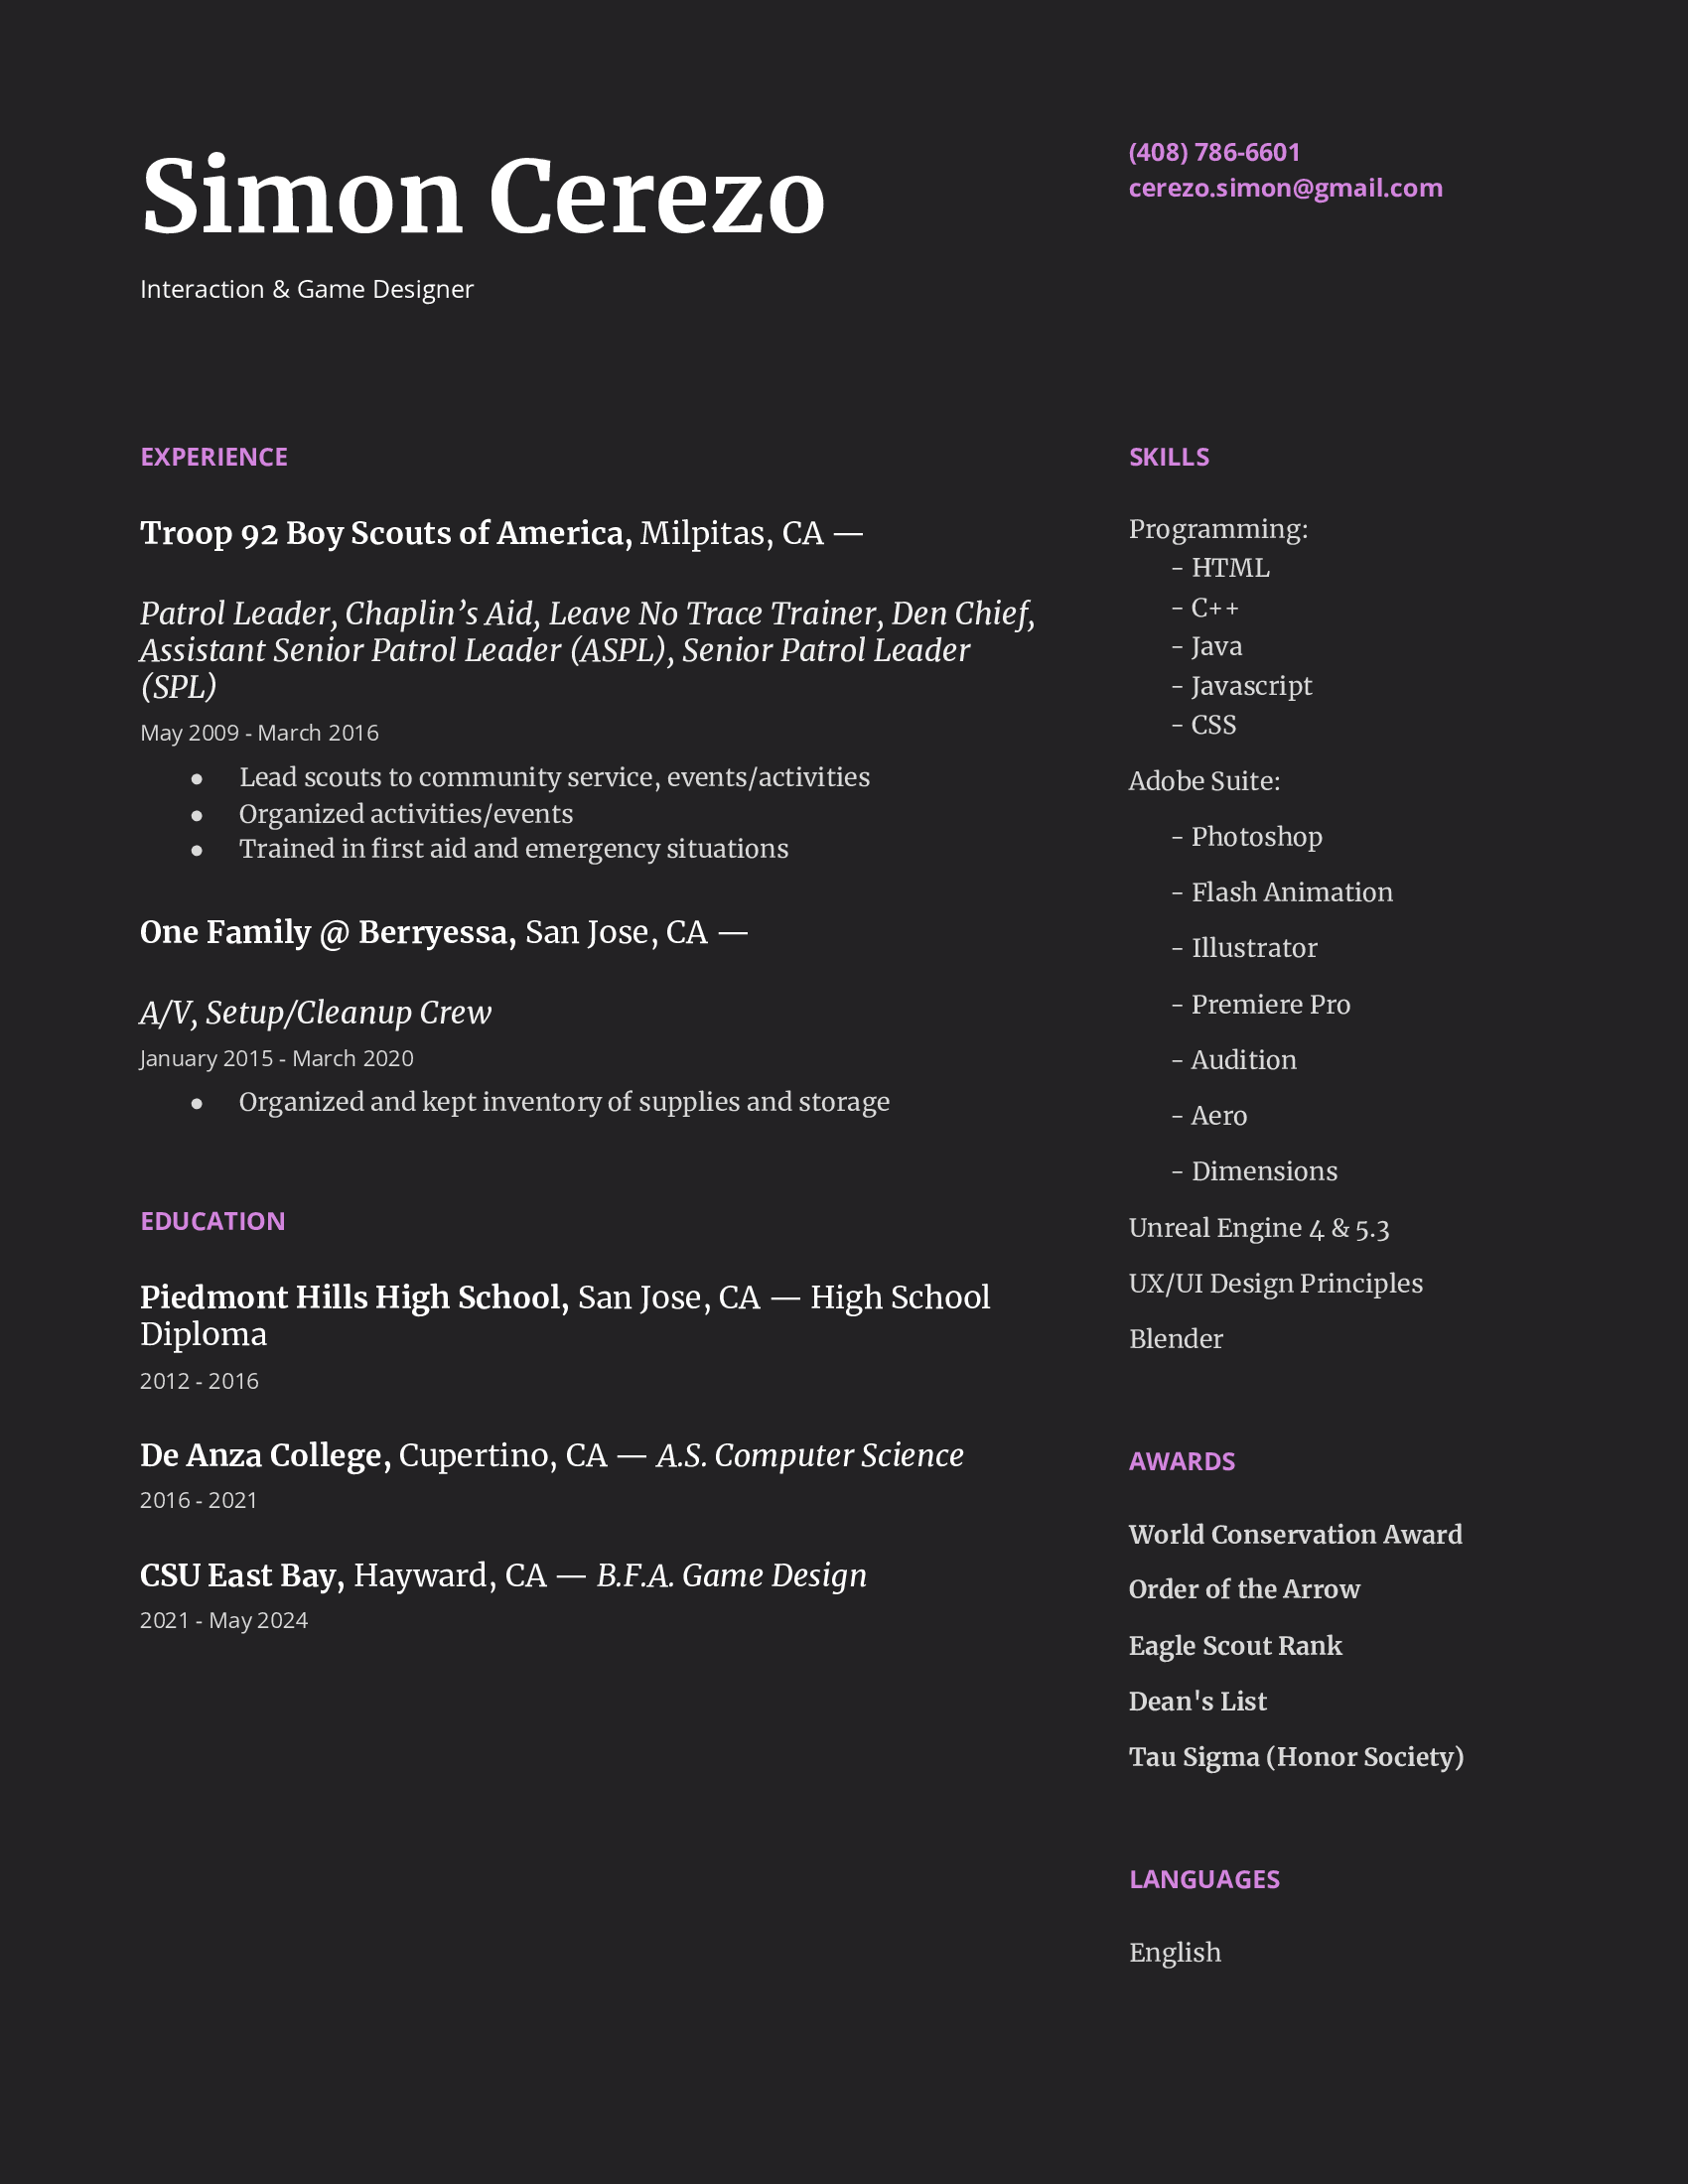 Simon Cerezo
Interaction & Game Designer
(408) 786-6601
cerezo.simon@gmail.com
EXPERIENCE
Troop 92 Boy Scouts of America, Milpitas, CA —
Patrol Leader, Chaplin’s Aid, Leave No Trace Trainer, Den Chief,
Assistant Senior Patrol Leader (ASPL), Senior Patrol Leader
(SPL)
May 2009 - March 2016
● Lead scouts to community service, events/activities
● Organized activities/events
● Trained in first aid and emergency situations
One Family @ Berryessa, San Jose, CA —
A/V, Setup/Cleanup Crew
January 2015 - March 2020
● Organized and kept inventory of supplies and storage
EDUCATION
Piedmont Hills High School, San Jose, CA — High School
Diploma
2012 - 2016
De Anza College, Cupertino, CA — A.S. Computer Science
2016 - 2021
CSU East Bay, Hayward, CA — B.F.A. Game Design
2021 - May 2024
SKILLS
Programming:
- HTML
- C++
- Java
- Javascript
- CSS
Adobe Suite:
- Photoshop
- Flash Animation
- Illustrator
- Premiere Pro
- Audition
- Aero
- Dimensions
Unreal Engine 4 & 5.3
UX/UI Design Principles
Blender
AWARDS
World Conservation Award
Order of the Arrow
Eagle Scout Rank
Dean's List
Tau Sigma (Honor Society)
LANGUAGES
English